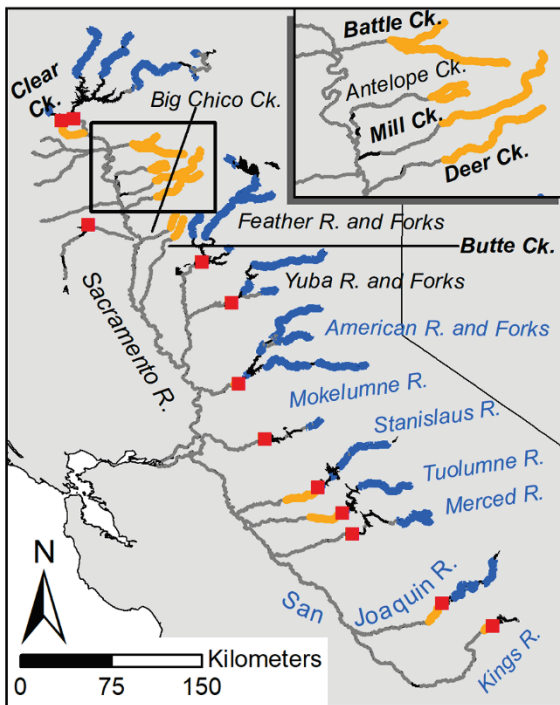 Battle Ck.
Antelope Ck.
Mill Ck.
Deer Ck.
Clear
Ck.
Big Chico Ck.
Feather R. and Forks
Butte Ck.
Yuba R. and Forks
Sacramento R.
American R. and Forks
Mokelumne R.
Stanislaus R.
Tuolumne R.
Merced R.
San Joaquin R.
Kings R.
N
Kilometers
0 75 150